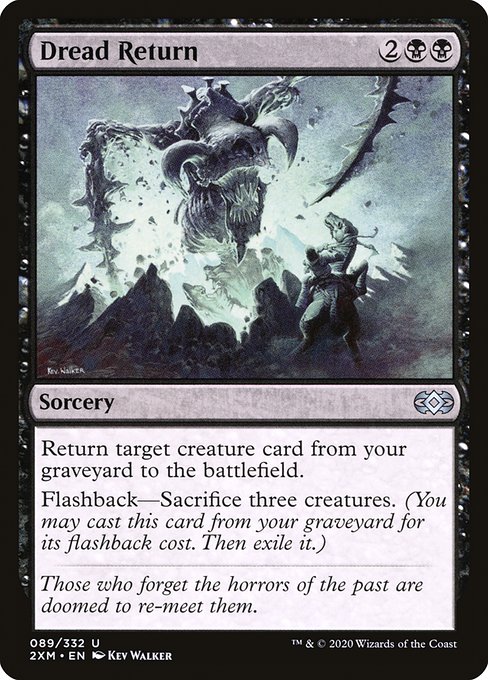 Dread Return 2
Kev. Walker
Sorcery
Return target creature card from your
graveyard to the battlefield.
Flashback—Sacrifice three creatures. (You
may cast this card from your graveyard for
its flashback cost. Then exile it.)
Those who forget the horrors of the past are
doomed to re-meet them.
089/332 U
™ & © 2020 Wizards of the Coast
2XM • EN Kev Walker